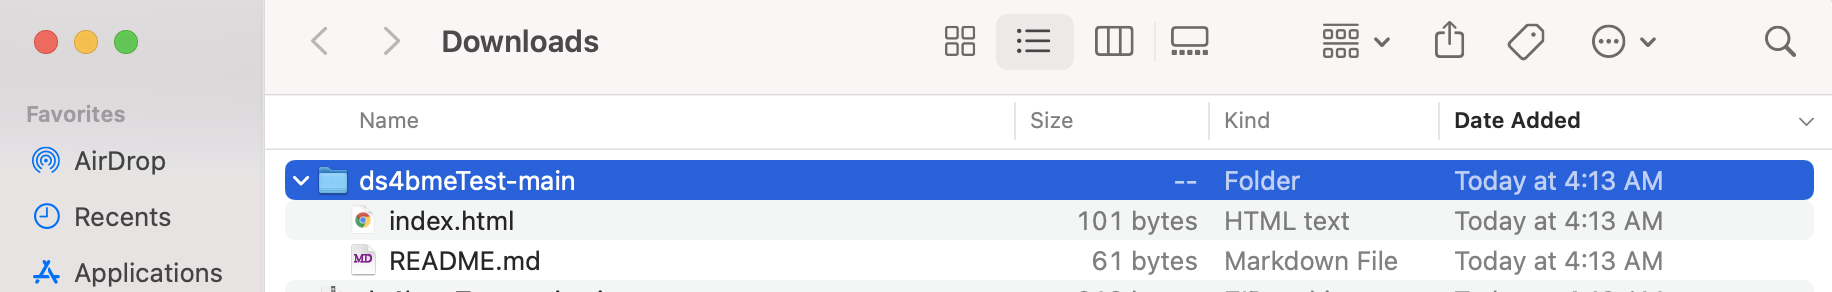 Downloads
Favorites
AirDrop
Recents
Applications
Name Size Kind Date Added
ds4bmeTest-main -- Folder Today at 4:13 AM
index.html 101 bytes HTML text Today at 4:13 AM
MD README.md 61 bytes Markdown File Today at 4:13 AM